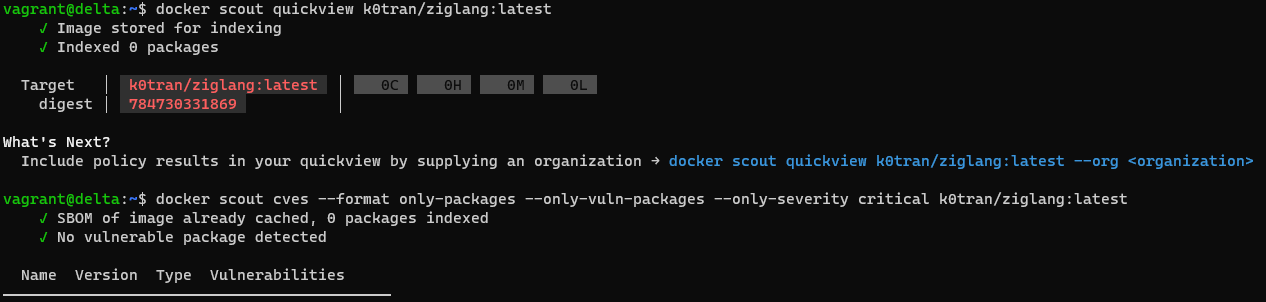 vagrant@delta:~$ docker scout quickview k0tran/ziglang:latest
✓ Image stored for indexing
✓ Indexed 0 packages
Target │ k0tran/ziglang:latest │ 0C 0H 0M 0L
digest │ 784730331869 │
What's Next?
Include policy results in your quickview by supplying an organization → docker scout quickview k0tran/ziglang:latest --org <organization>
vagrant@delta:~$ docker scout cves --format only-packages --only-vuln-packages --only-severity critical k0tran/ziglang:latest
✓ SBOM of image already cached, 0 packages indexed
✓ No vulnerable package detected
Name Version Type Vulnerabilities